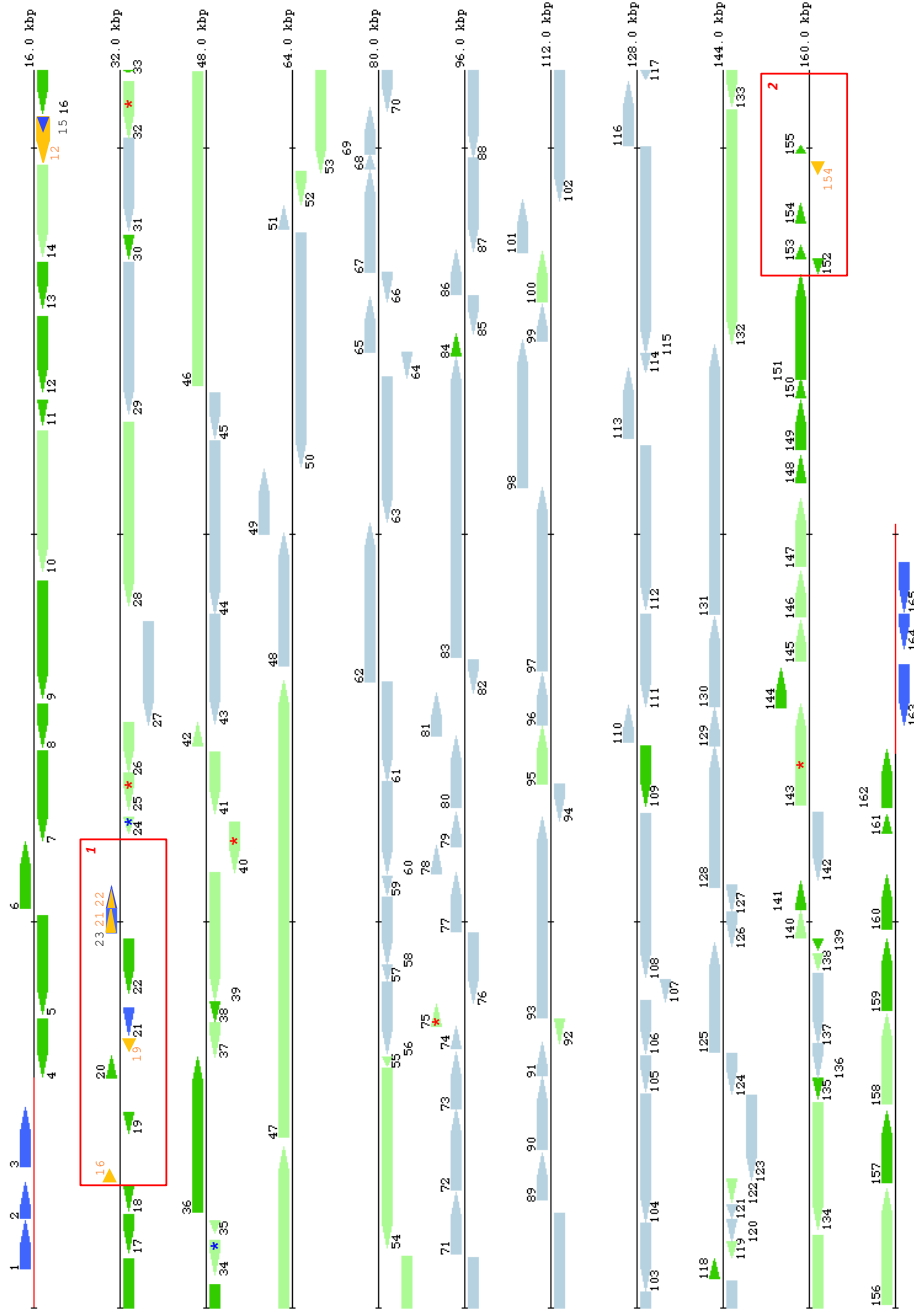 1 2 3 4 5 6 7 8 9 10 11 12 13 14 12 15 16 16.0 kbp
17 18 16 19 20 19 21 22 23 21 22 1 24 25 26 27 28 29 30 31 32 33 32.0 kbp
34 35 36 37 38 39 40 41 42 43 44 45 46 48.0 kbp
47 48 49 50 51 52 53 64.0 kbp
54 55 56 57 58 59 60 61 62 63 64 65 66 67 68 69 70 80.0 kbp
71 72 73 74 75 76 77 78 79 80 81 82 83 84 85 86 87 88 96.0 kbp
89 90 91 92 93 94 95 96 97 98 99 100 101 102 112.0 kbp
103 104 105 106 107 108 109 110 111 112 113 114 115 116 117 128.0 kbp
118 119 120 121 122 123 124 125 126 127 128 129 130 131 132 133 144.0 kbp
134 135 136 137 138 139 140 141 142 143 144 145 146 147 148 149 150 151 152 153 154 154 155 2 160.0 kbp
156 157 158 159 160 161 162 163 164 165